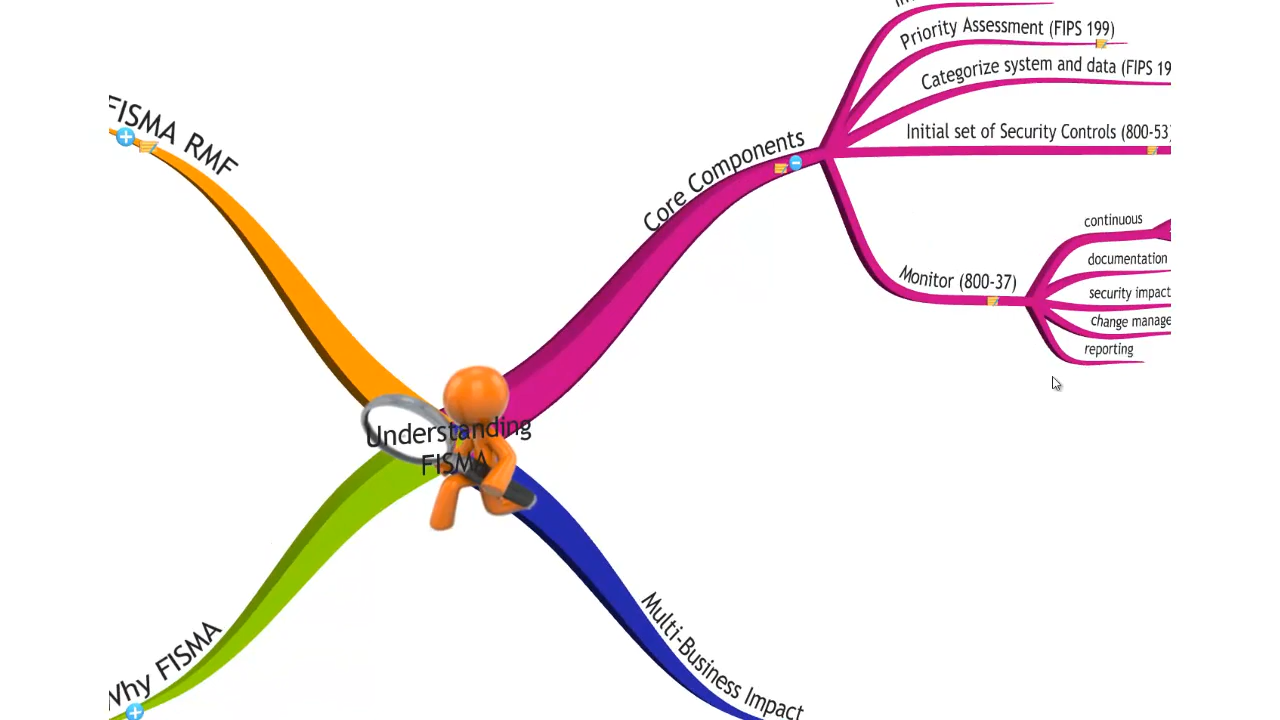 Priority Assessment (FIPS 199)
FISMA RMF
Categorize system and data (FIPS 19
Initial set of Security Controls (800-53)
Core Components
continuous
documentation
Monitor (800-37)
security impact
change manage
reporting
Understanding
FISMA
Why FISMA
Multi-Business Impact